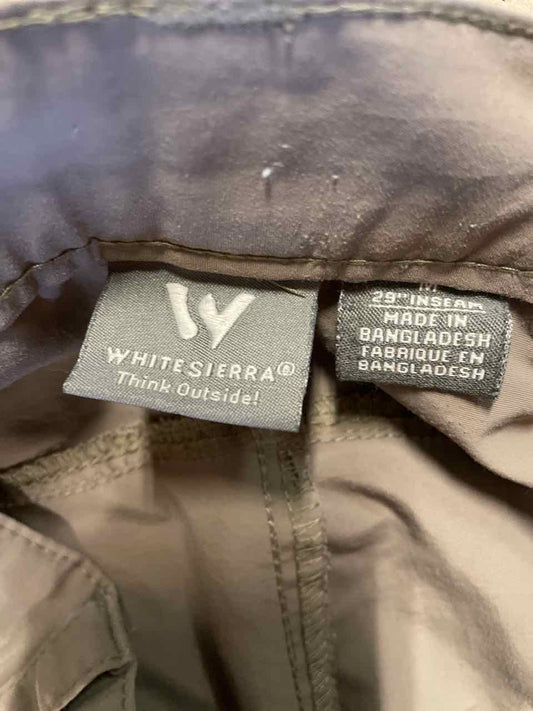 W
WHITESIERRA®
Think Outside!
M
29" INSEAM
MADE IN
BANGLADESH
FABRIQUE EN
BANGLADESH